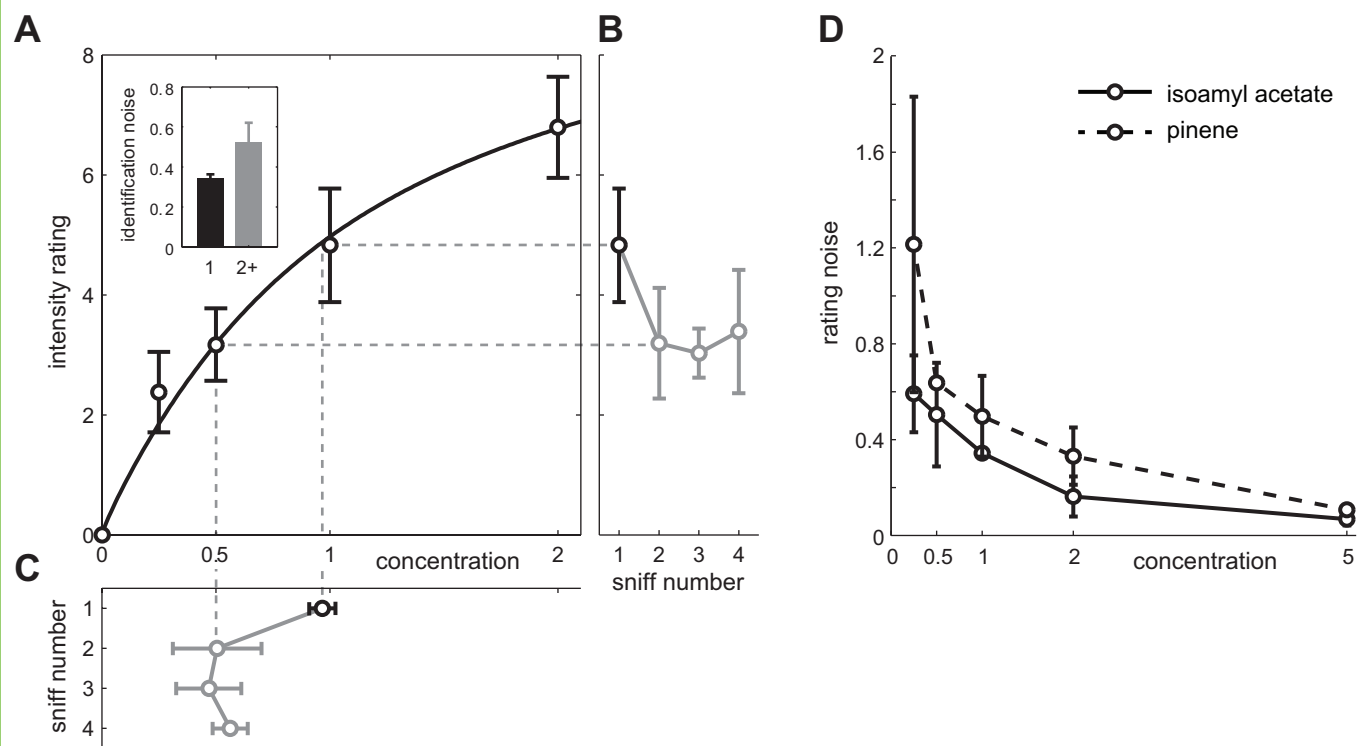 A
8
6
4
2
0
intensity rating
0
0.5
1
concentration
2
0.8
0.6
0.4
0.2
0
identification noise
1
2+
B
1
2
3
4
sniff number
C
1
2
3
4
sniff number
D
2
1.6
1.2
0.8
0.4
0
rating noise
isoamyl acetate
pinene
0
0.5
1
2
concentration
5